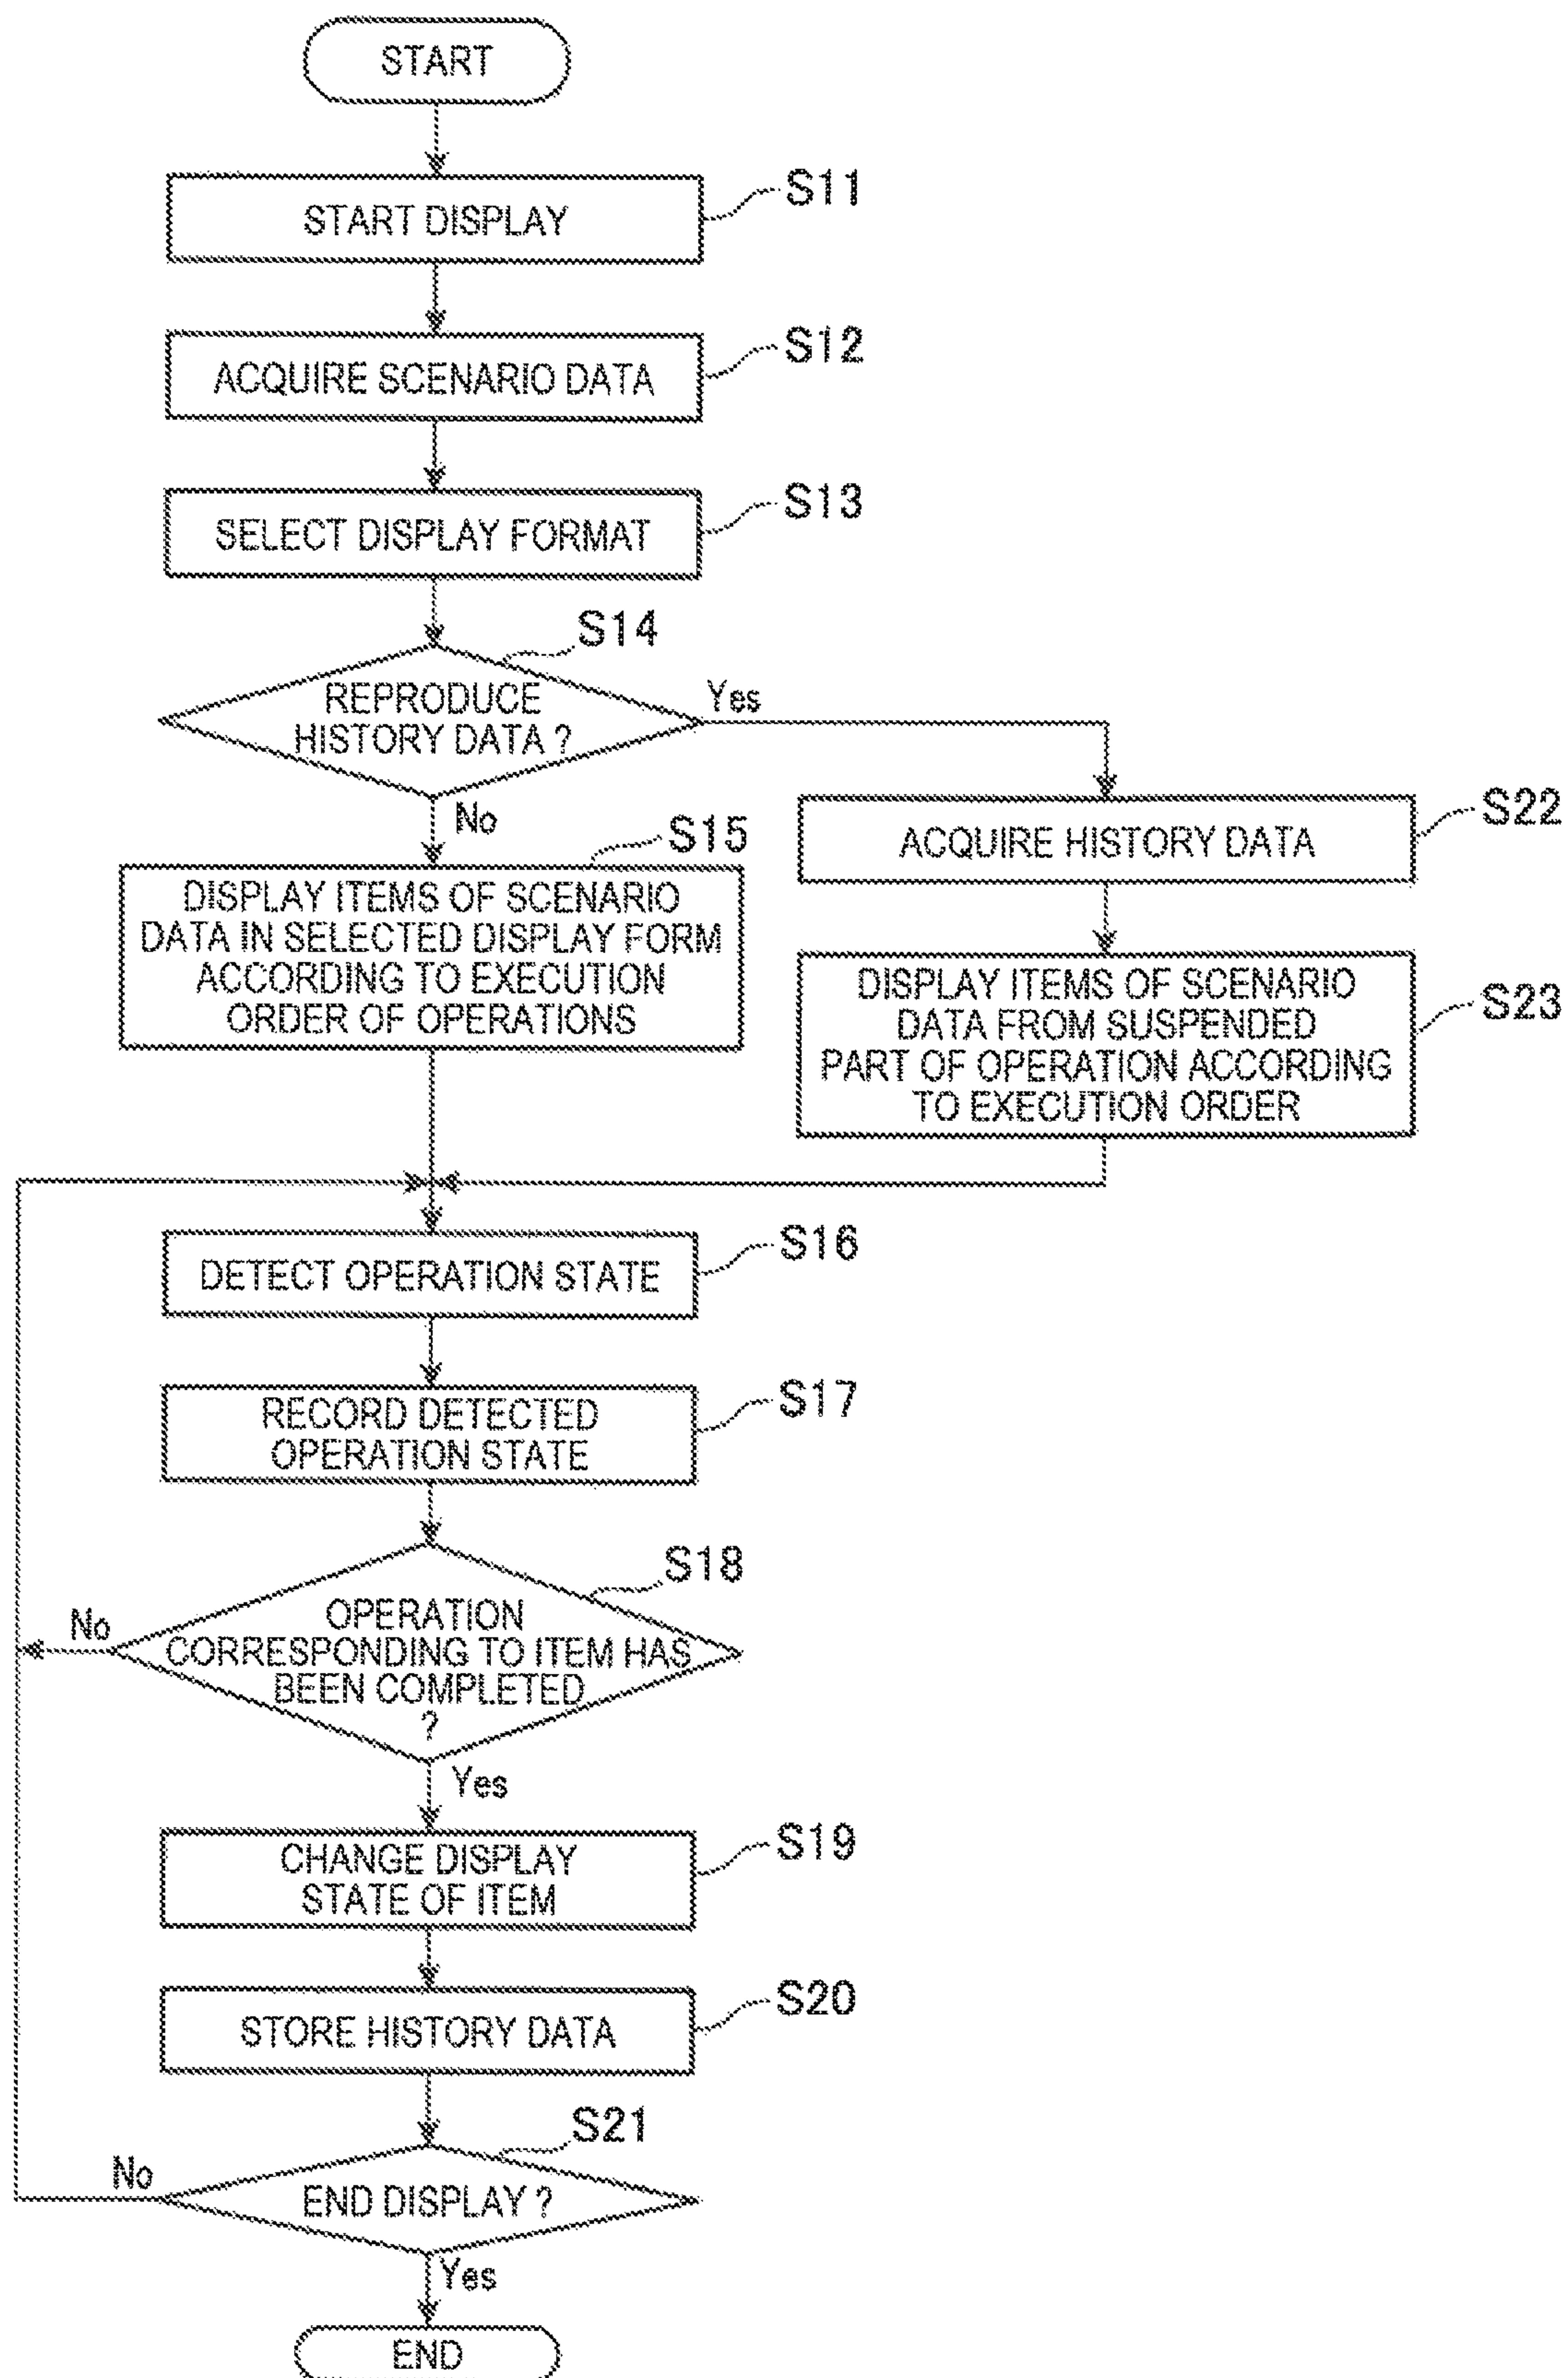 START
START DISPLAY
S11
ACQUIRE SCENARIO DATA
S12
SELECT DISPLAY FORMAT
S13
S14
REPRODUCE
HISTORY DATA ?
Yes
No
S15
DISPLAY ITEMS OF SCENARIO
DATA IN SELECTED DISPLAY FORM
ACCORDING TO EXECUTION
ORDER OF OPERATIONS
ACQUIRE HISTORY DATA
S22
DISPLAY ITEMS OF SCENARIO
DATA FROM SUSPENDED
PART OF OPERATION ACCORDING
TO EXECUTION ORDER
S23
DETECT OPERATION STATE
S16
RECORD DETECTED
OPERATION STATE
S17
S18
OPERATION
CORRESPONDING TO ITEM HAS
BEEN COMPLETED
?
No
Yes
CHANGE DISPLAY
STATE OF ITEM
S19
STORE HISTORY DATA
S20
S21
END DISPLAY ?
No
Yes
END